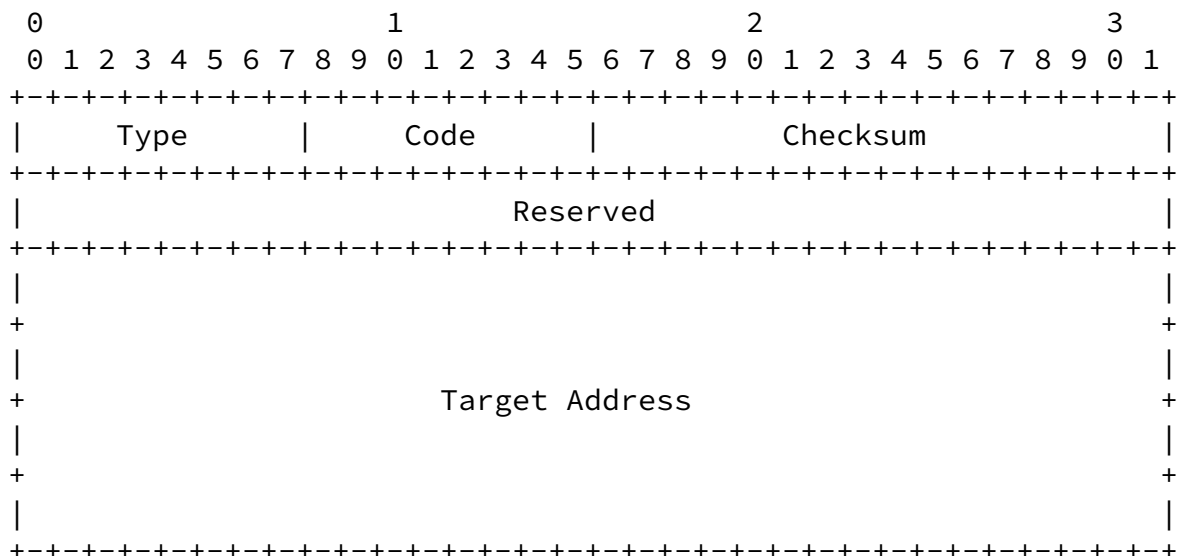 0                   1                   2                   3
 0 1 2 3 4 5 6 7 8 9 0 1 2 3 4 5 6 7 8 9 0 1 2 3 4 5 6 7 8 9 0 1
+-+-+-+-+-+-+-+-+-+-+-+-+-+-+-+-+-+-+-+-+-+-+-+-+-+-+-+-+-+-+-+-+
|     Type      |     Code      |          Checksum             |
+-+-+-+-+-+-+-+-+-+-+-+-+-+-+-+-+-+-+-+-+-+-+-+-+-+-+-+-+-+-+-+-+
|                           Reserved                            |
+-+-+-+-+-+-+-+-+-+-+-+-+-+-+-+-+-+-+-+-+-+-+-+-+-+-+-+-+-+-+-+-+
|                                                               |
+                                                               +
|                                                               |
+                       Target Address                          +
|                                                               |
+                                                               +
|                                                               |
+-+-+-+-+-+-+-+-+-+-+-+-+-+-+-+-+-+-+-+-+-+-+-+-+-+-+-+-+-+-+-+-+